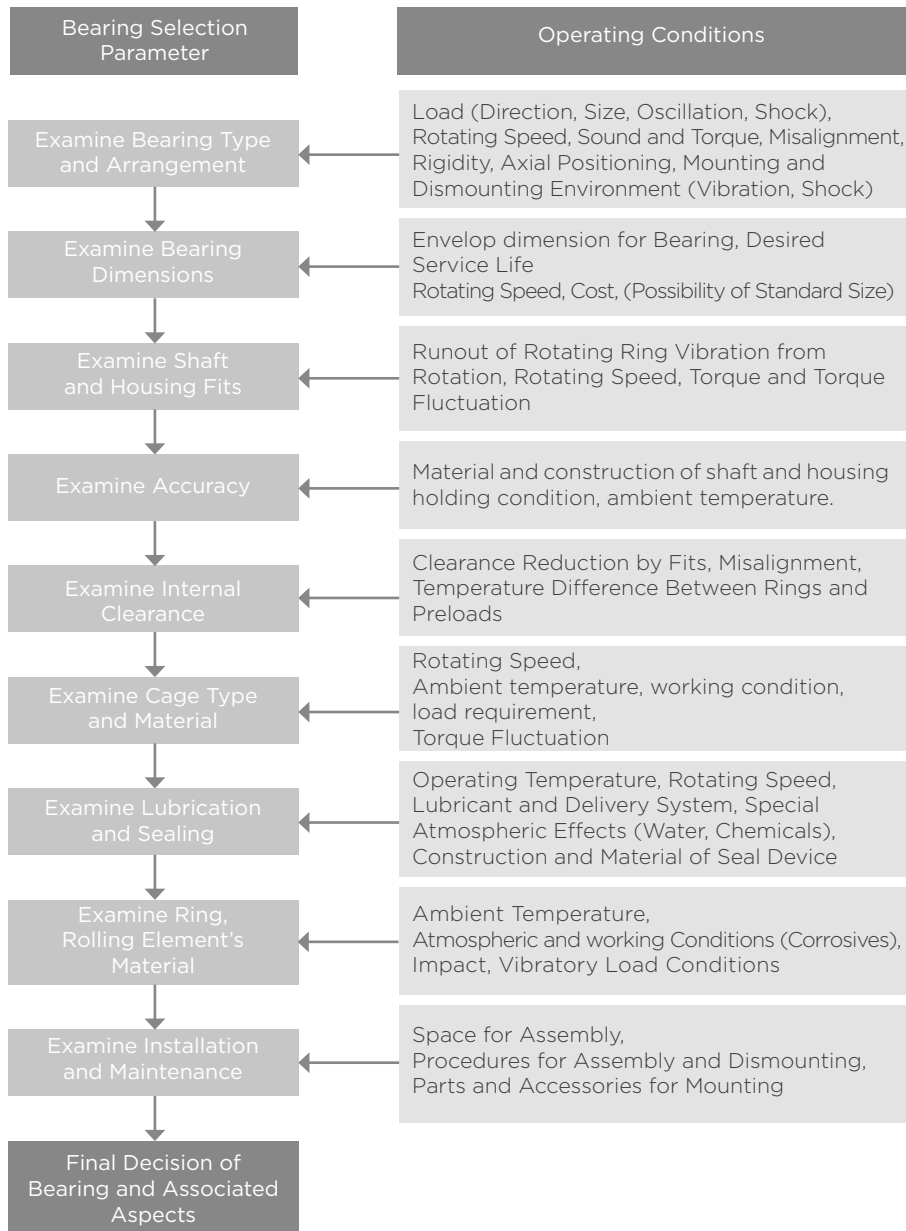 Bearing Selection
Parameter
Operating Conditions
Examine Bearing Type
and Arrangement
Load (Direction, Size, Oscillation, Shock),
Rotating Speed, Sound and Torque, Misalignment,
Rigidity, Axial Positioning, Mounting and
Dismounting Environment (Vibration, Shock)
Examine Bearing
Dimensions
Envelop dimension for Bearing, Desired
Service Life
Rotating Speed, Cost, (Possibility of Standard Size)
Examine Shaft
and Housing Fits
Runout of Rotating Ring Vibration from
Rotation, Rotating Speed, Torque and Torque
Fluctuation
Examine Accuracy
Material and construction of shaft and housing
holding condition, ambient temperature.
Examine Internal
Clearance
Clearance Reduction by Fits, Misalignment,
Temperature Difference Between Rings and
Preloads
Examine Cage Type
and Material
Rotating Speed,
Ambient temperature, working condition,
load requirement,
Torque Fluctuation
Examine Lubrication
and Sealing
Operating Temperature, Rotating Speed,
Lubricant and Delivery System, Special
Atmospheric Effects (Water, Chemicals),
Construction and Material of Seal Device
Examine Ring,
Rolling Element's
Material
Ambient Temperature,
Atmospheric and working Conditions (Corrosives),
Impact, Vibratory Load Conditions
Examine Installation
and Maintenance
Space for Assembly,
Procedures for Assembly and Dismounting,
Parts and Accessories for Mounting
Final Decision of
Bearing and Associated
Aspects